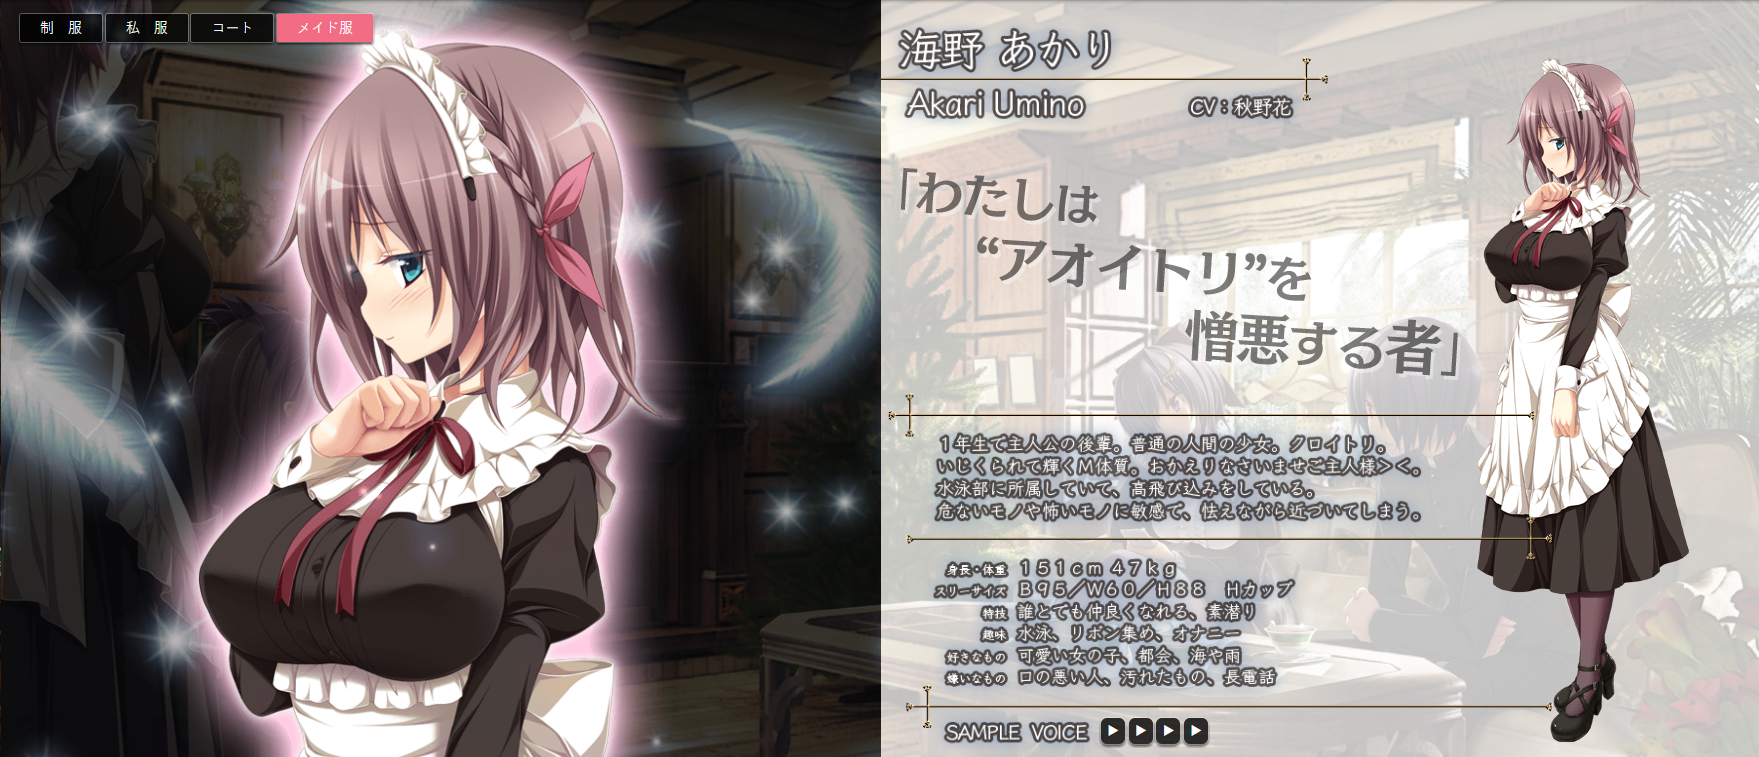 制　服
私　服
コート
メイド服
海野 あかり
Akari Umino
CV：秋野花
「わたしは
“アオイトリ”を
憎悪する者」
１年生で主人公の後輩。普通の人間の少女。クロイトリ。
いじくられて輝くＭ体質。おかえりなさいませご主人様＞＜。
水泳部に所属していて、高飛び込みをしている。
危ないモノや怖いモノに敏感で、怯えながら近づいてしまう。
身長・体重 １５１ｃｍ ４７ｋｇ
スリーサイズ Ｂ９５／Ｗ６０／Ｈ８８　Ｈカップ
特技 誰とでも仲良くなれる、素潜り
趣味 水泳、リボン集め、オナニー
好きなもの 可愛い女の子、都会、海や雨
嫌いなもの 口の悪い人、汚れたもの、長電話
SAMPLE VOICE